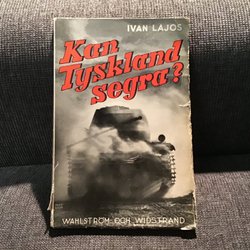 IVAN LAJOS
Kan
Tyskland
segra?
WAHLSTRÖM OCH WIDSTRAND